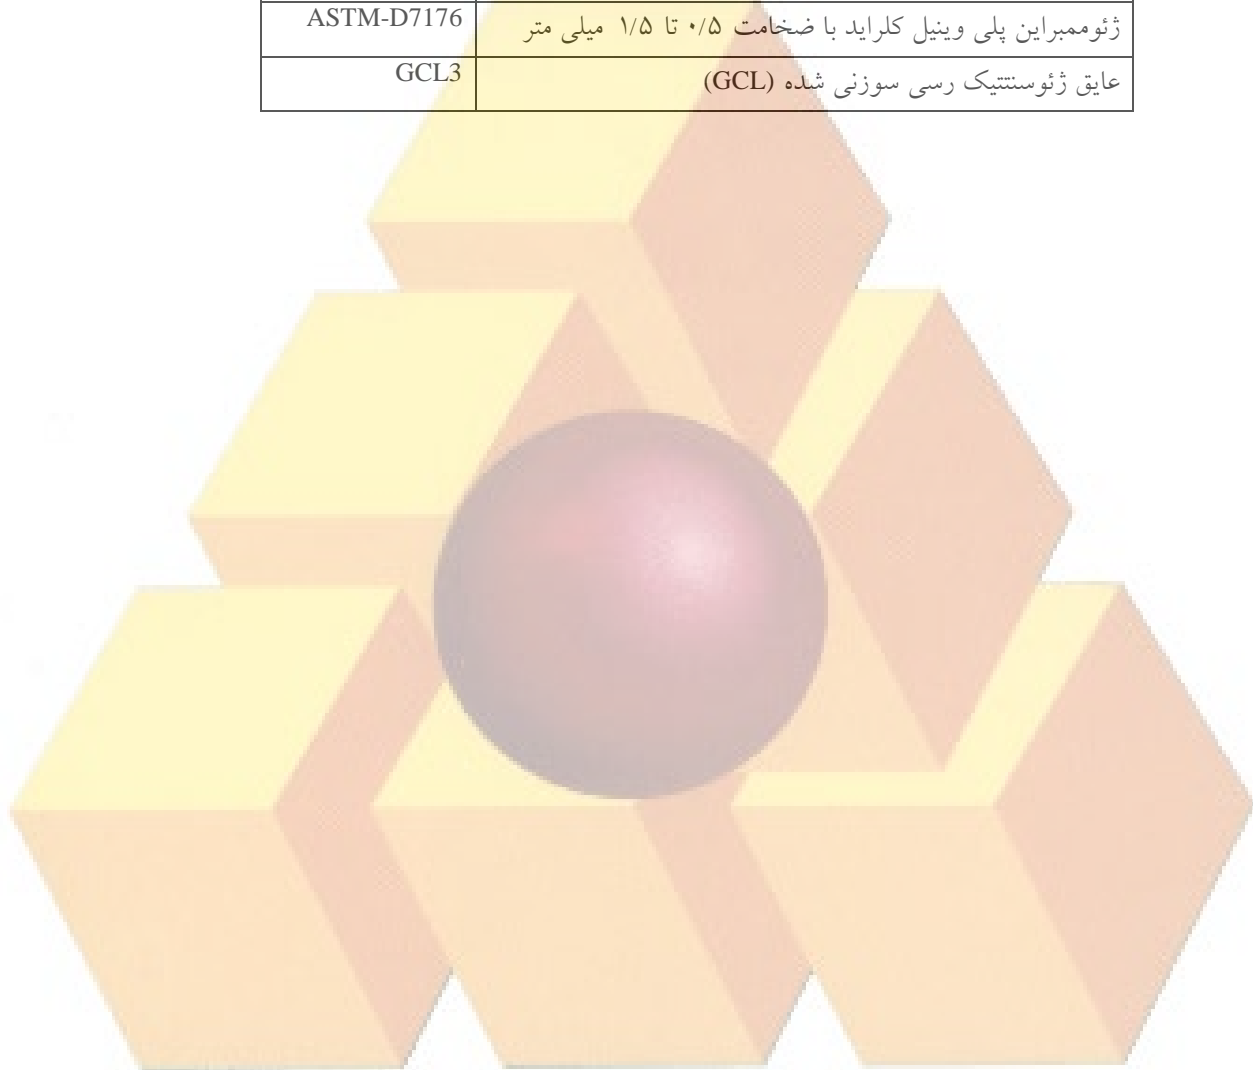 ژئوممبراین پلی وینیل کلراید با ضخامت ۰/۵ تا ۱/۵ میلی متر ASTM-D7176
عایق ژئوسنتتیک رسی سوزنی شده (GCL) GCL3